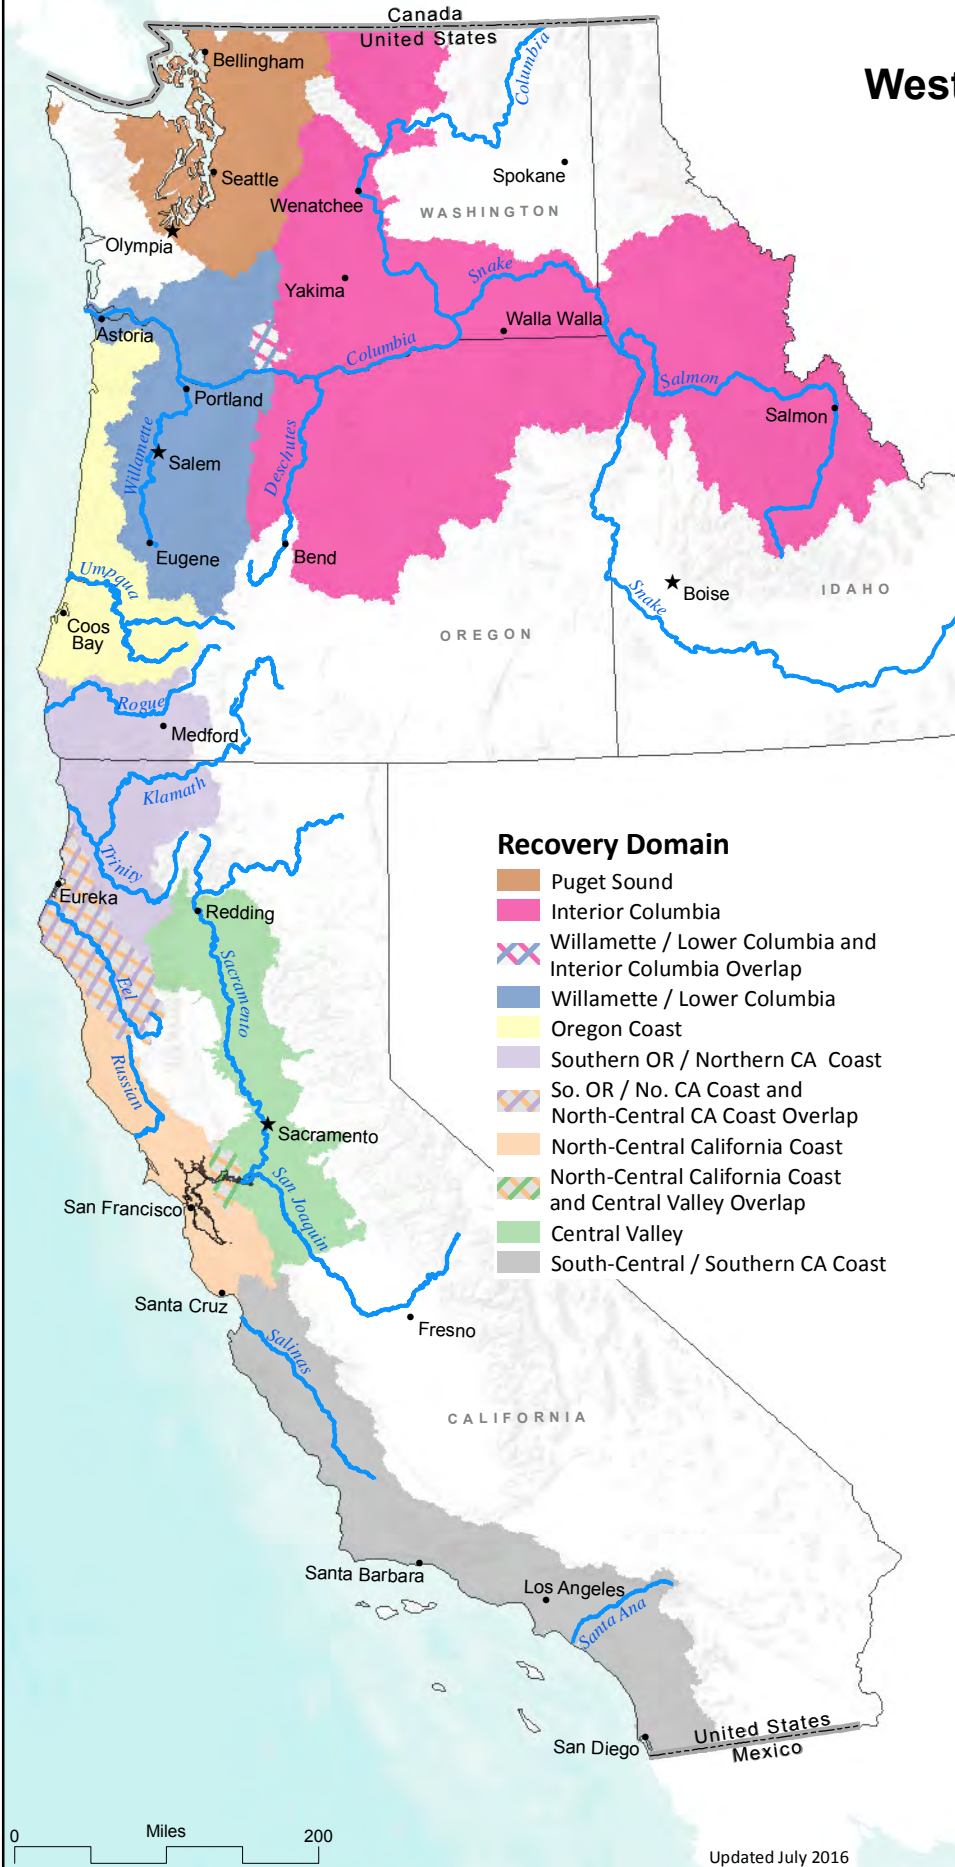 Canada
United States
West
Columbia
Bellingham
Seattle
Spokane
Wenatchee
WASHINGTON
Olympia
Yakima
Snake
Walla Walla
Astoria
Columbia
Portland
Salmon
Salmon
Willamette
Salem
Deschutes
Eugene
Bend
Umpqua
Snake
Boise
IDAHO
Coos
Bay
OREGON
Rogue
Medford
Klamath
Trinity
Eureka
Redding
Sacramento
Eel
Russian
Sacramento
San Joaquin
San Francisco
Santa Cruz
Fresno
Salinas
CALIFORNIA
Santa Barbara
Los Angeles
Santa Ana
San Diego
United States
Mexico
Recovery Domain
Puget Sound
Interior Columbia
Willamette / Lower Columbia and
Interior Columbia Overlap
Willamette / Lower Columbia
Oregon Coast
Southern OR / Northern CA Coast
So. OR / No. CA Coast and
North-Central CA Coast Overlap
North-Central California Coast
North-Central California Coast
and Central Valley Overlap
Central Valley
South-Central / Southern CA Coast
0 Miles 200
Updated July 2016